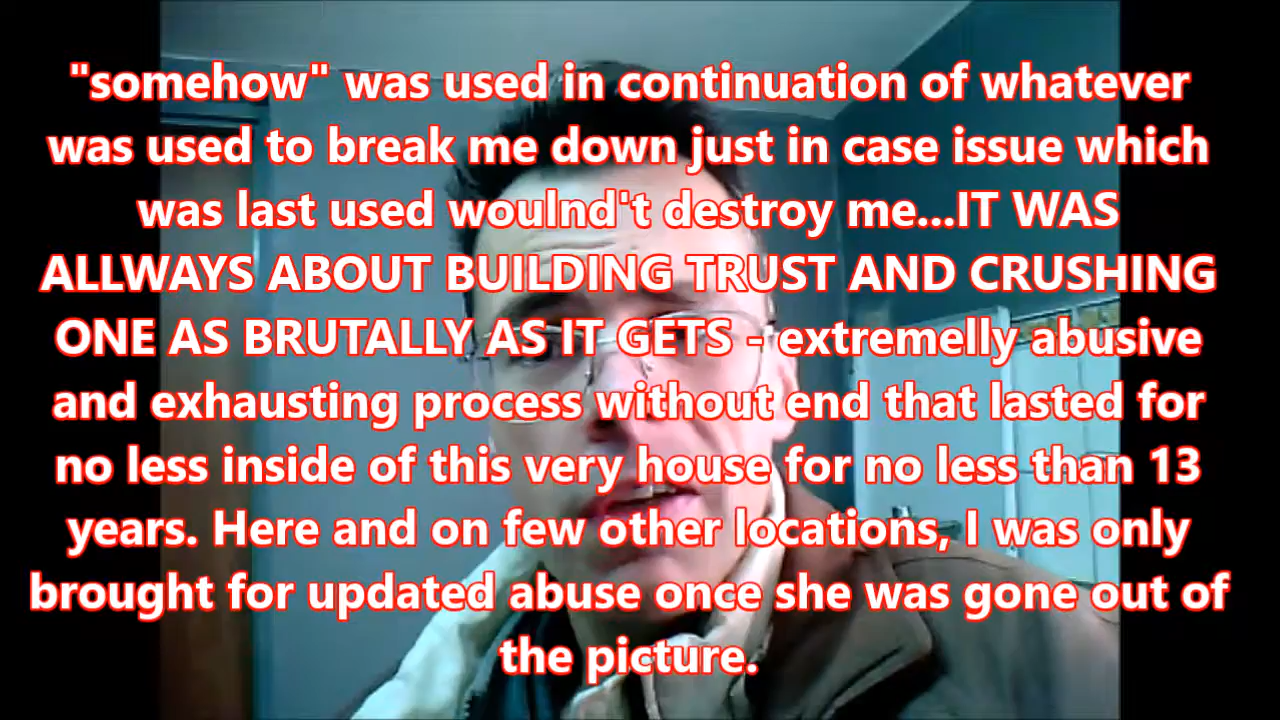 "somehow" was used in continuation of whatever
was used to break me down just in case issue which
was last used woulnd't destroy me...IT WAS
ALLWAYS ABOUT BUILDING TRUST AND CRUSHING
ONE AS BRUTALLY AS IT GETS - extremelly abusive
and exhausting process without end that lasted for
no less inside of this very house for no less than 13
years. Here and on few other locations, I was only
brought for updated abuse once she was gone out of
the picture.